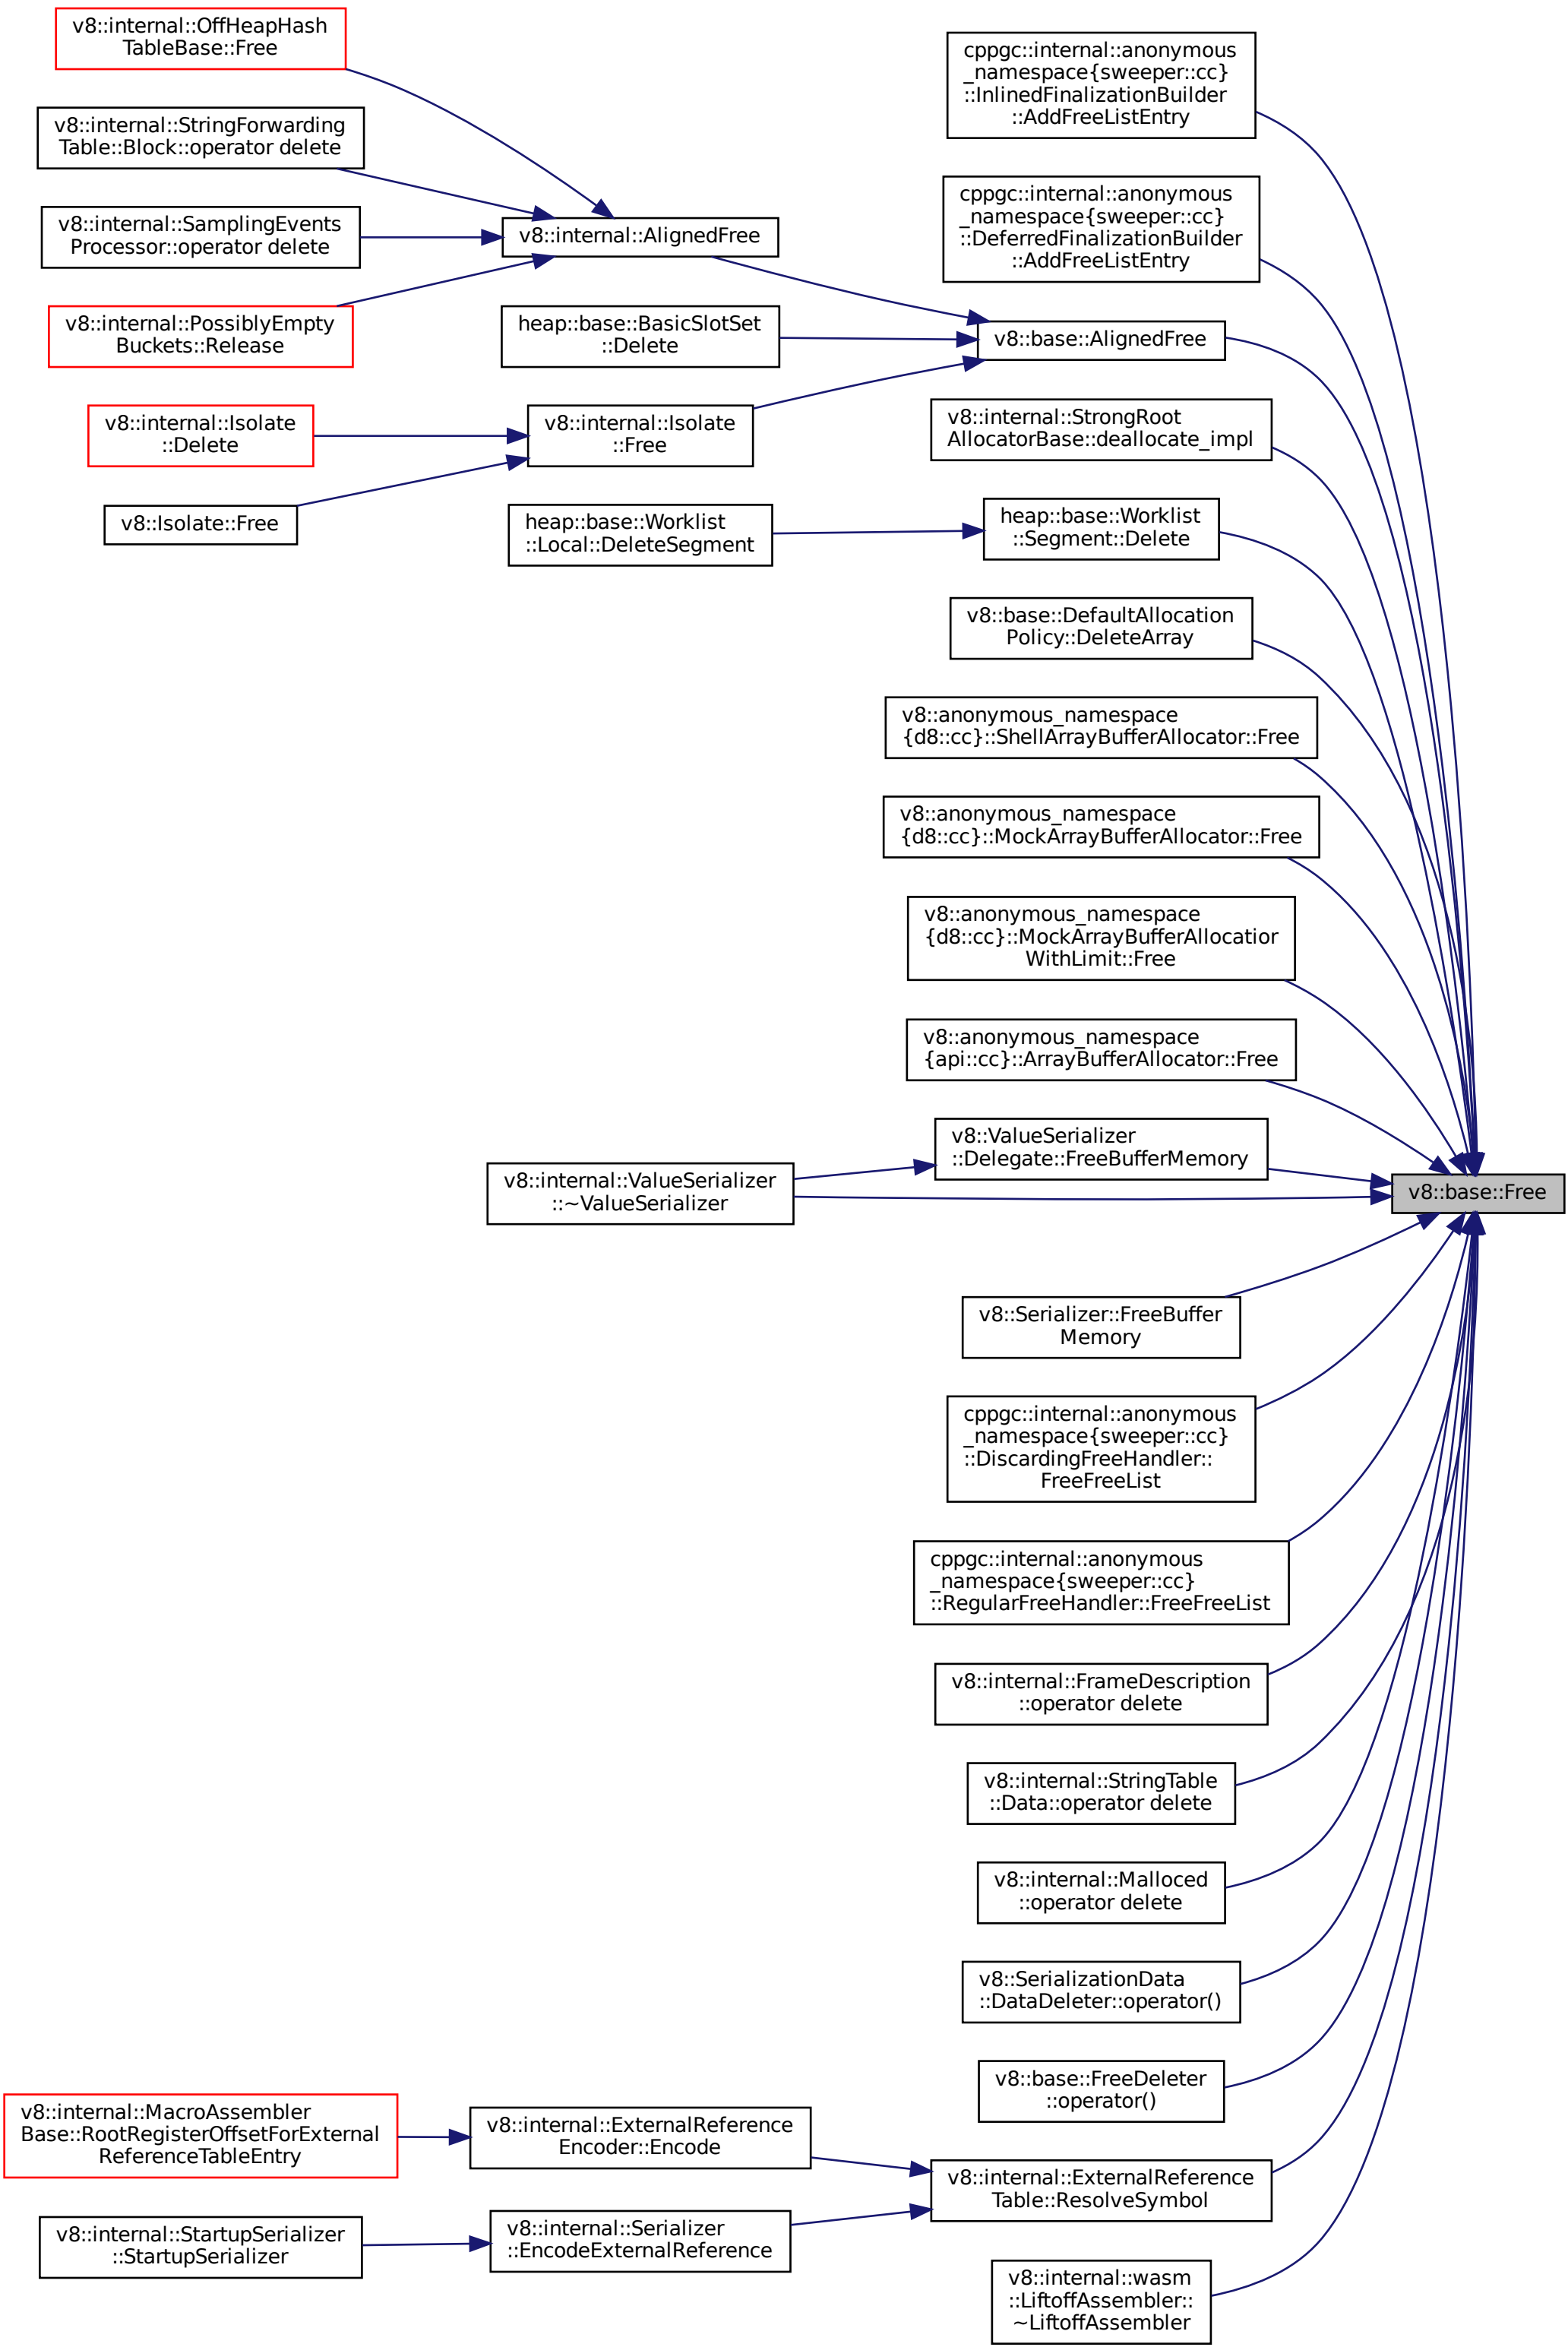 v8::internal::OffHeapHash
TableBase::Free
v8::internal::StringForwarding
Table::Block::operator delete
v8::internal::SamplingEvents
Processor::operator delete
v8::internal::PossiblyEmpty
Buckets::Release
v8::internal::Isolate
::Delete
v8::Isolate::Free
v8::internal::AlignedFree
heap::base::BasicSlotSet
::Delete
v8::internal::Isolate
::Free
heap::base::Worklist
::Local::DeleteSegment
cppgc::internal::anonymous
_namespace{sweeper::cc}
::InlinedFinalizationBuilder
::AddFreeListEntry
cppgc::internal::anonymous
_namespace{sweeper::cc}
::DeferredFinalizationBuilder
::AddFreeListEntry
v8::base::AlignedFree
v8::internal::StrongRoot
AllocatorBase::deallocate_impl
heap::base::Worklist
::Segment::Delete
v8::base::DefaultAllocation
Policy::DeleteArray
v8::anonymous_namespace
{d8::cc}::ShellArrayBufferAllocator::Free
v8::anonymous_namespace
{d8::cc}::MockArrayBufferAllocator::Free
v8::anonymous_namespace
{d8::cc}::MockArrayBufferAllocatior
WithLimit::Free
v8::anonymous_namespace
{api::cc}::ArrayBufferAllocator::Free
v8::ValueSerializer
::Delegate::FreeBufferMemory
v8::internal::ValueSerializer
::~ValueSerializer
v8::base::Free
v8::Serializer::FreeBuffer
Memory
cppgc::internal::anonymous
_namespace{sweeper::cc}
::DiscardingFreeHandler::
FreeFreeList
cppgc::internal::anonymous
_namespace{sweeper::cc}
::RegularFreeHandler::FreeFreeList
v8::internal::FrameDescription
::operator delete
v8::internal::StringTable
::Data::operator delete
v8::internal::Malloced
::operator delete
v8::SerializationData
::DataDeleter::operator()
v8::base::FreeDeleter
::operator()
v8::internal::MacroAssembler
Base::RootRegisterOffsetForExternal
ReferenceTableEntry
v8::internal::ExternalReference
Encoder::Encode
v8::internal::ExternalReference
Table::ResolveSymbol
v8::internal::StartupSerializer
::StartupSerializer
v8::internal::Serializer
::EncodeExternalReference
v8::internal::wasm
::LiftoffAssembler::
~LiftoffAssembler